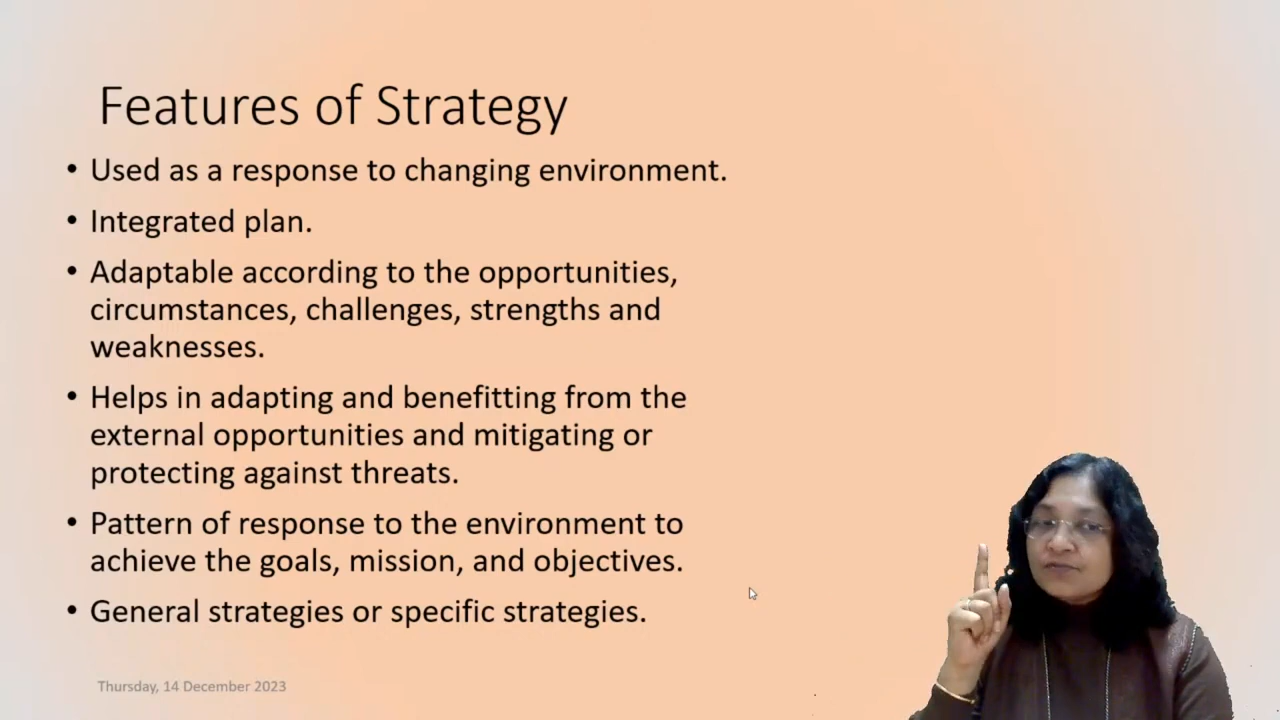 Features of Strategy
• Used as a response to changing environment.
• Integrated plan.
• Adaptable according to the opportunities,
circumstances, challenges, strengths and
weaknesses.
• Helps in adapting and benefitting from the
external opportunities and mitigating or
protecting against threats.
• Pattern of response to the environment to
achieve the goals, mission, and objectives.
• General strategies or specific strategies.
Thursday, 14 December 2023